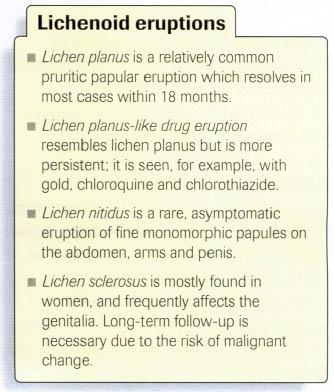 Lichenoid eruptions
■ Lichen planus is a relatively common
pruritic papular eruption which resolves in
most cases within 18 months.
■ Lichen planus-like drug eruption
resembles lichen planus but is more
persistent; it is seen, for example, with
gold, chloroquine and chlorothiazide.
■ Lichen nitidus is a rare, asymptomatic
eruption of fine monomorphic papules on
the abdomen, arms and penis.
■ Lichen sclerosus is mostly found in
women, and frequently affects the
genitalia. Long-term follow-up is
necessary due to the risk of malignant
change.